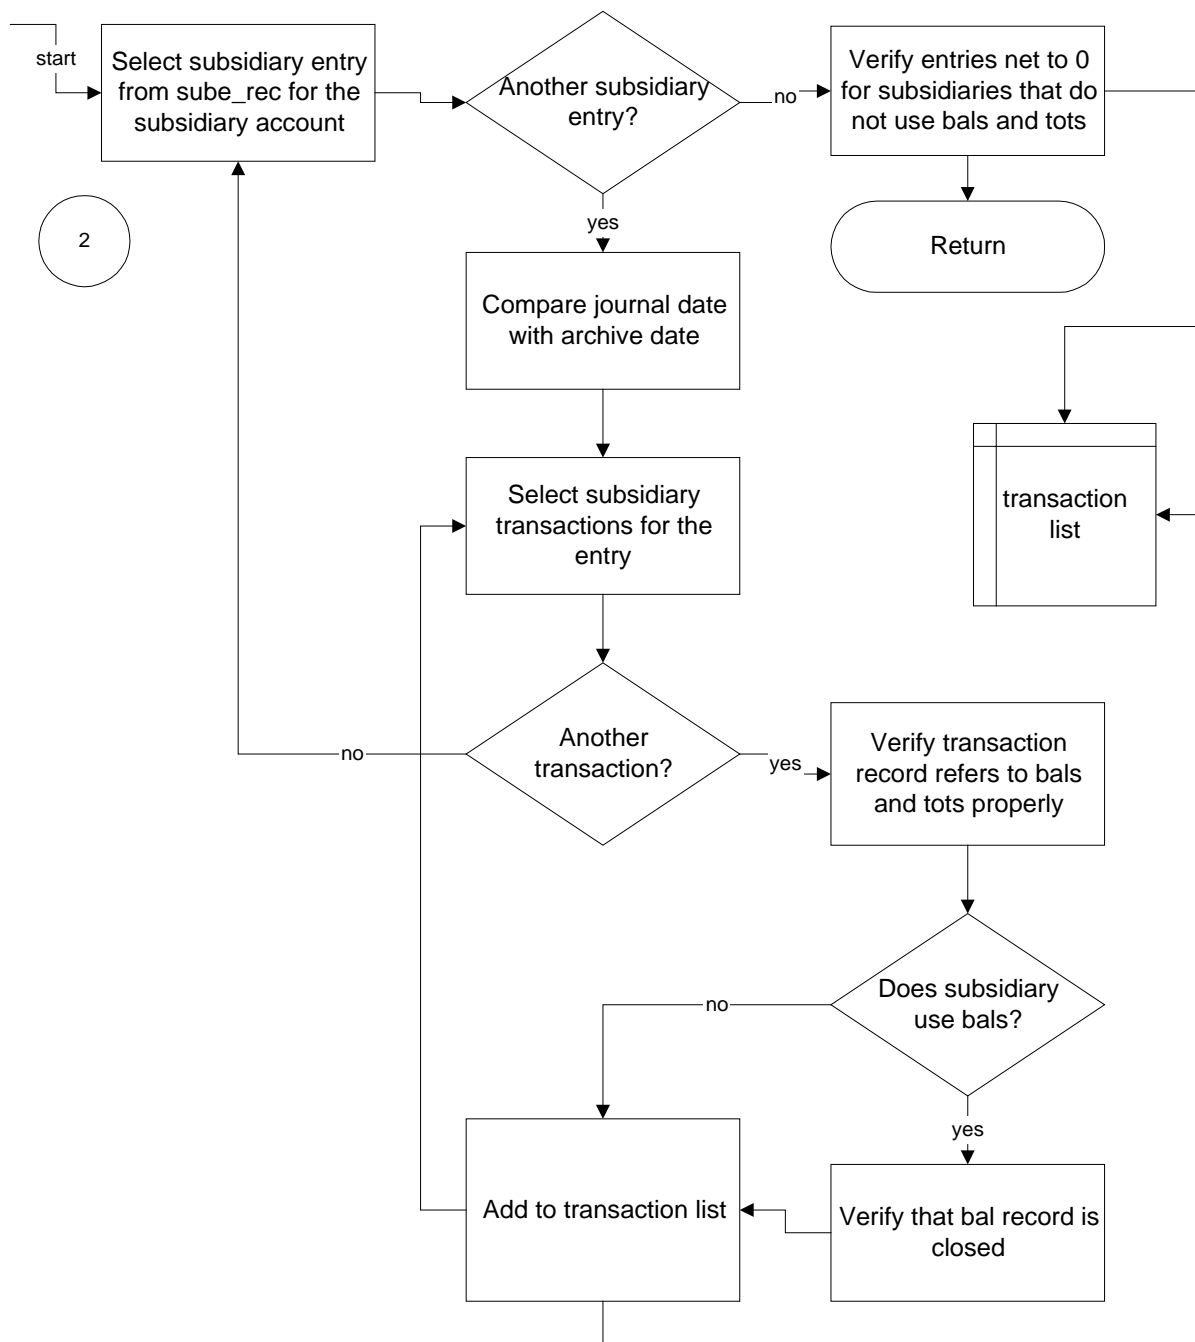 start
Select subsidiary entry
from sube_rec for the
subsidiary account
Another subsidiary
entry?
no
Verify entries net to 0
for subsidiaries that do
not use bals and tots
2
yes
Return
Compare journal date
with archive date
Select subsidiary
transactions for the
entry
transaction
list
no
Another
transaction?
yes
Verify transaction
record refers to bals
and tots properly
no
Does subsidiary
use bals?
yes
Add to transaction list
Verify that bal record is
closed